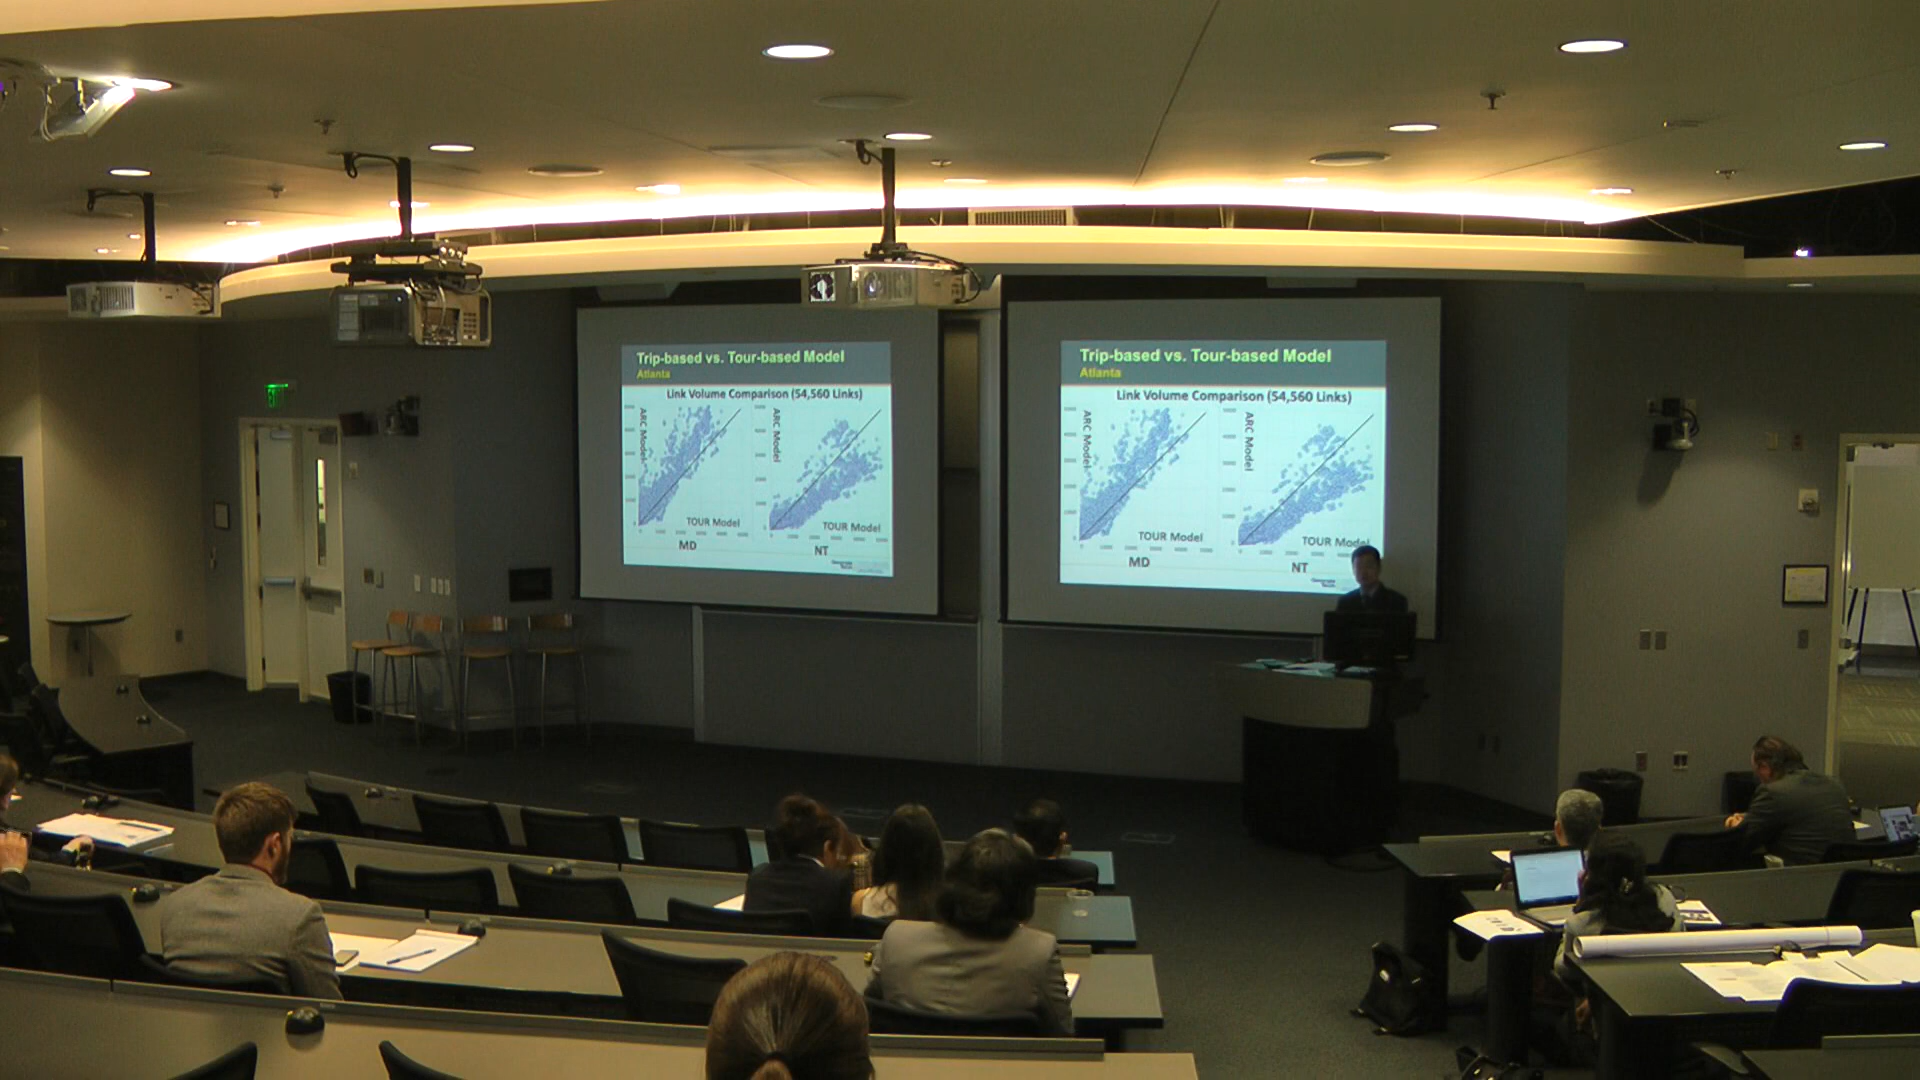 EXIT
Trip-based vs. Tour-based Model
Atlanta
Link Volume Comparison (54,560 Links)
ARC Model
ARC Model
TOUR Model
TOUR Model
MD
NT
Trip-based vs. Tour-based Model
Atlanta
Link Volume Comparison (54,560 Links)
ARC Model
ARC Model
TOUR Model
TOUR Model
MD
NT